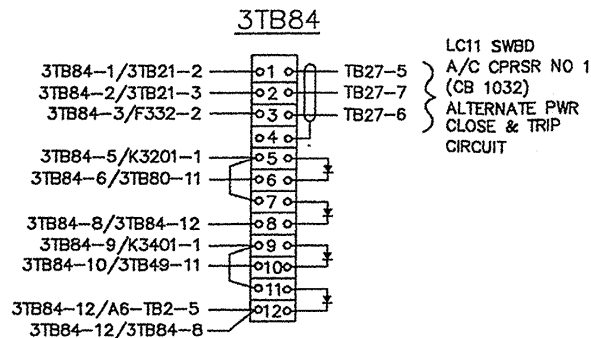 3TB84
3TB84-1/3TB21-2 1 TB27-5
3TB84-2/3TB21-3 2 TB27-7
3TB84-3/F332-2 3 TB27-6
4
3TB84-5/K3201-1 5
3TB84-6/3TB80-11 6
7
3TB84-8/3TB84-12 8
3TB84-9/K3401-1 9
3TB84-10/3TB49-11 10
11
3TB84-12/A6-TB2-5 12
3TB84-12/3TB84-8
LC11 SWBD
A/C CPRSR NO 1
(CB 1032)
ALTERNATE PWR
CLOSE & TRIP
CIRCUIT